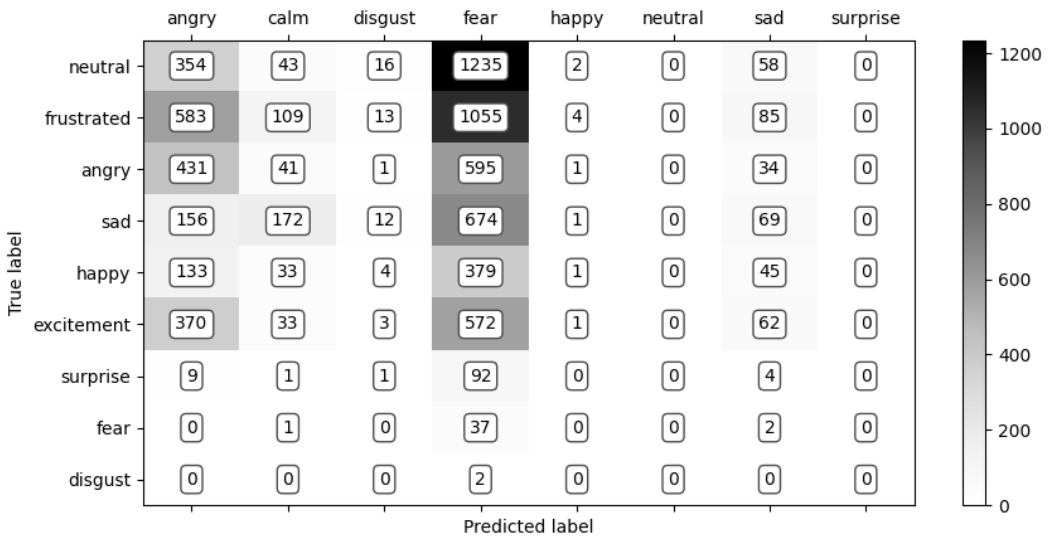 angry calm disgust fear happy neutral sad surprise
neutral 354 43 16 1235 2 0 58 0
frustrated 583 109 13 1055 4 0 85 0
angry 431 41 1 595 1 0 34 0
sad 156 172 12 674 1 0 69 0
happy 133 33 4 379 1 0 45 0
excitement 370 33 3 572 1 0 62 0
surprise 9 1 1 92 0 0 4 0
fear 0 1 0 37 0 0 2 0
disgust 0 0 0 2 0 0 0 0
True label
Predicted label
1200
1000
800
600
400
200
0